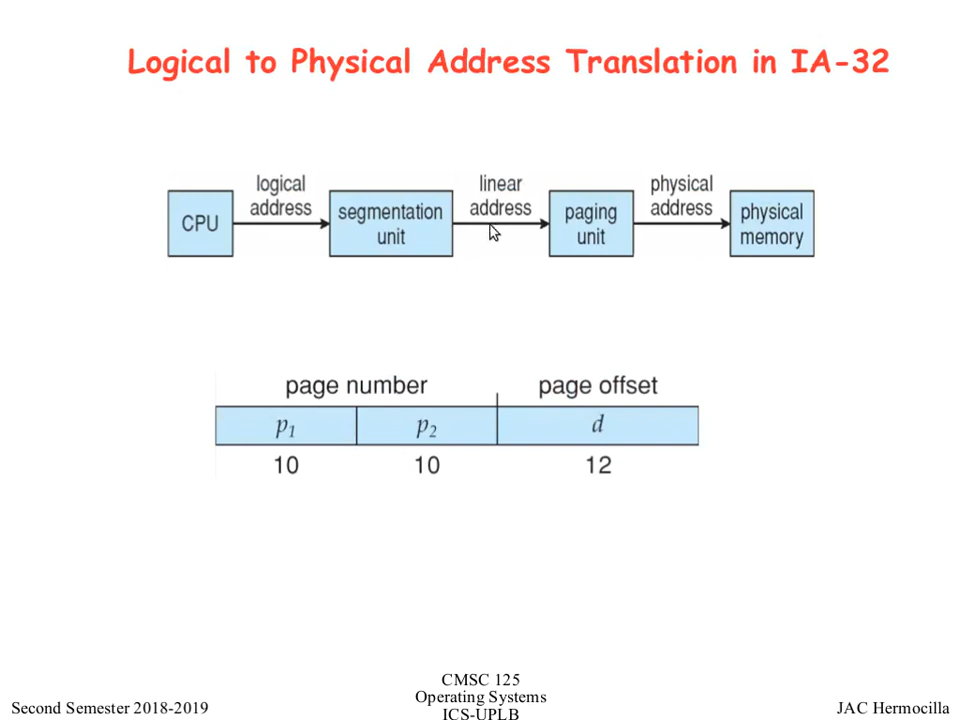 Logical to Physical Address Translation in IA-32
logical
address
linear
address
physical
address
CPU
segmentation
unit
paging
unit
physical
memory
page number
page offset
p1
p2
d
10
10
12
Second Semester 2018-2019
CMSC 125
Operating Systems
ICS-UPLB
JAC Hermocilla